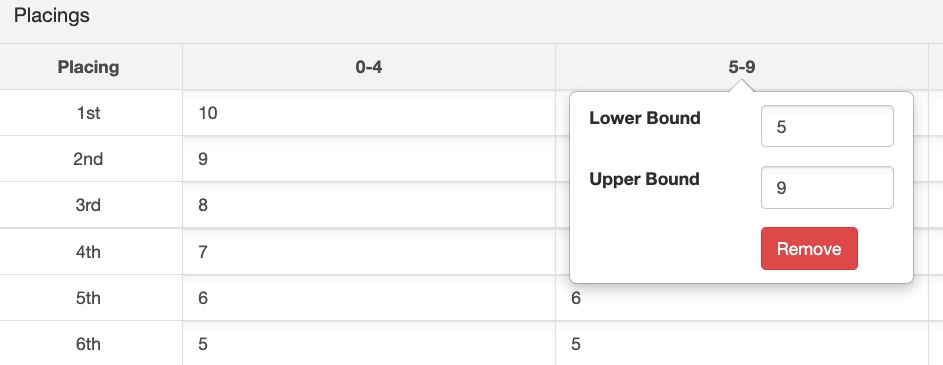 Placings
Placing 0-4 5-9
1st 10
2nd 9
3rd 8
4th 7
5th 6 6
6th 5 5
Lower Bound 5
Upper Bound 9
Remove